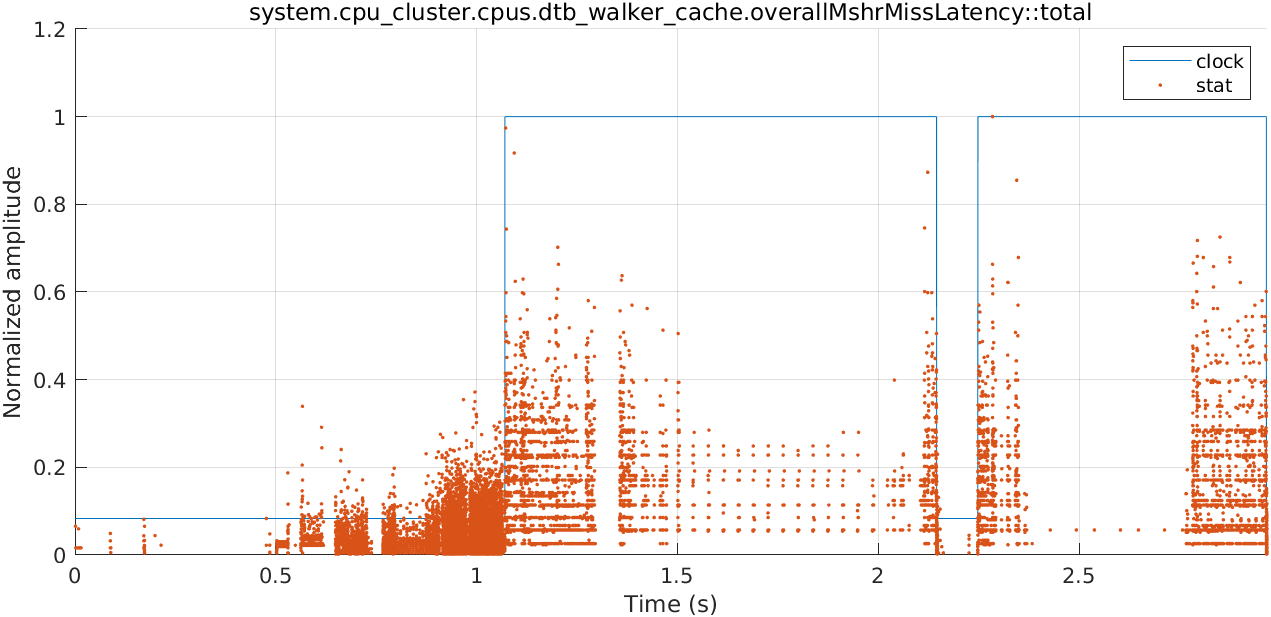 system.cpu_cluster.cpus.dtb_walker_cache.overallMshrMissLatency::total
1.2
1
0.8
0.6
0.4
0.2
0
Normalized amplitude
clock
stat
0
0.5
1
1.5
2
2.5
Time (s)